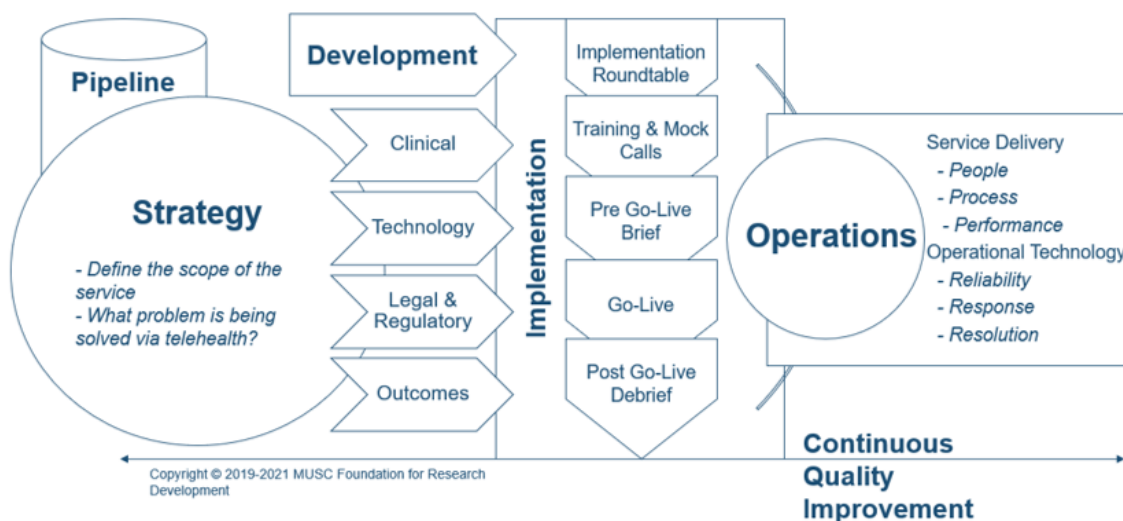 Pipeline
Strategy
- Define the scope of the
service
- What problem is being
solved via telehealth?
Development
Clinical
Technology
Legal &
Regulatory
Outcomes
Implementation
Implementation
Roundtable
Training & Mock
Calls
Pre Go-Live
Brief
Go-Live
Post Go-Live
Debrief
Operations
Service Delivery
- People
- Process
- Performance
Operational Technology
- Reliability
- Response
- Resolution
Continuous
Quality
Improvement
Copyright © 2019-2021 MUSC Foundation for Research
Development